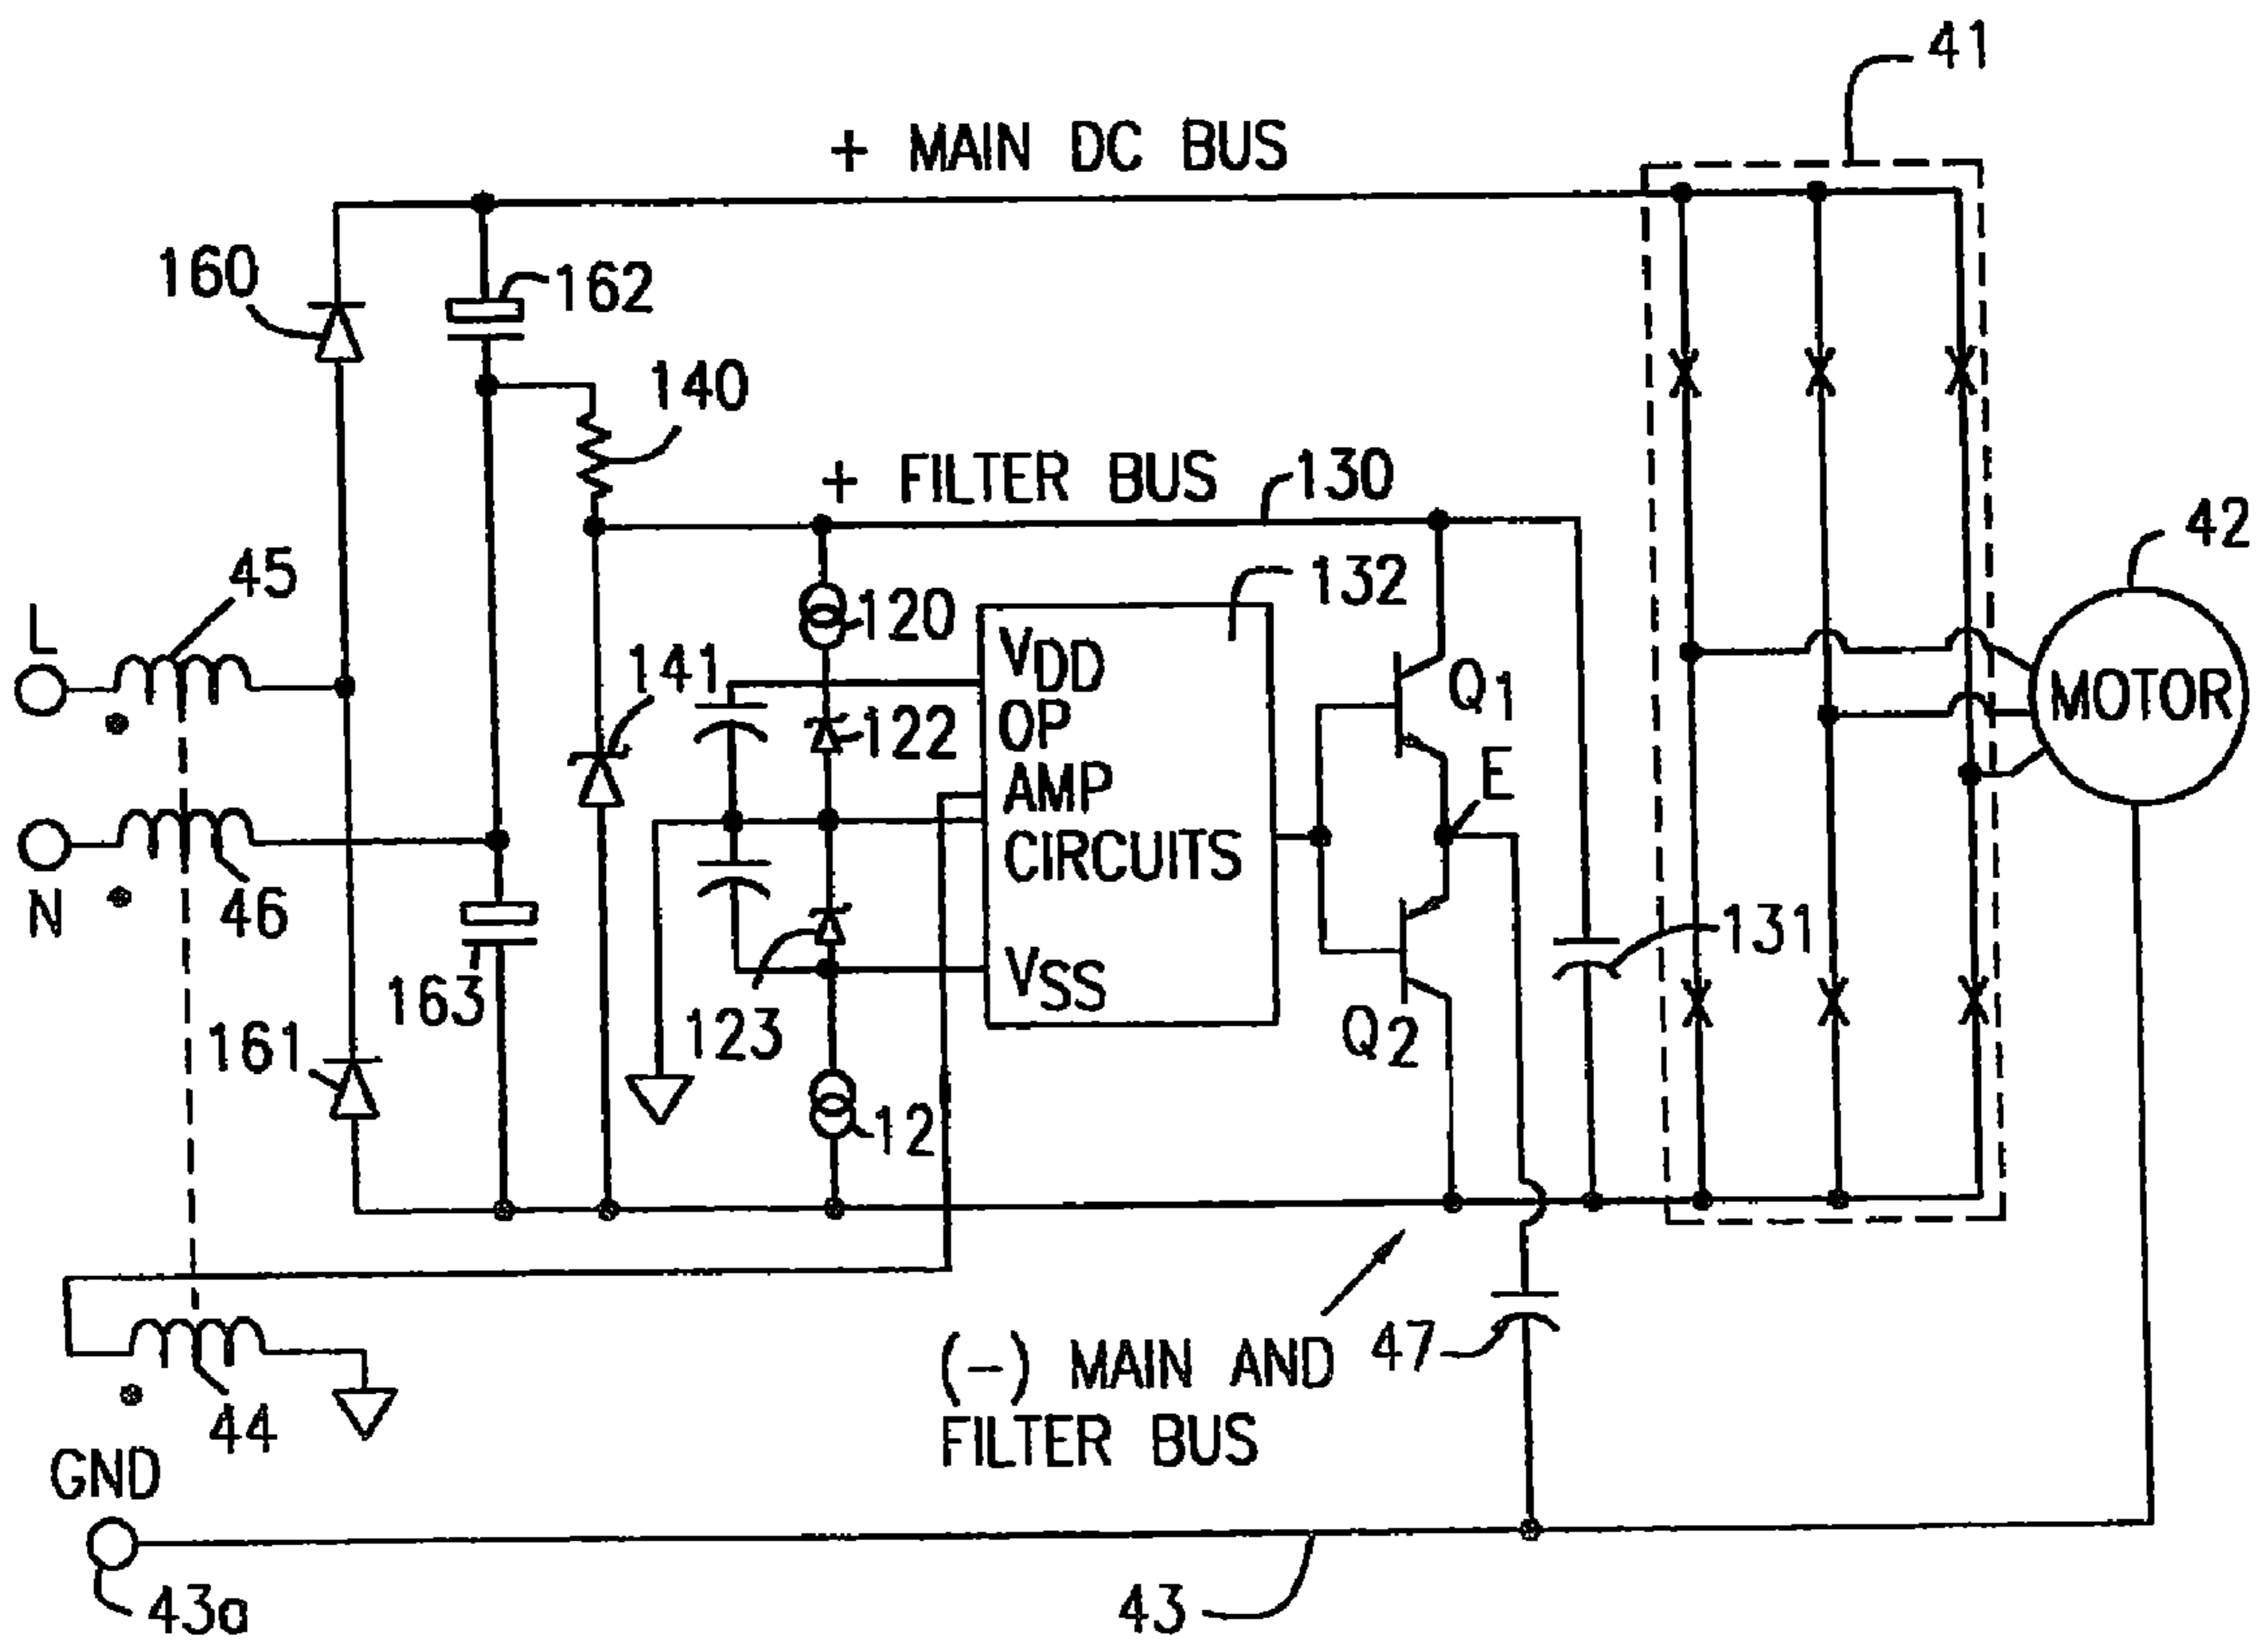 41
+ MAIN DC BUS
160
162
140
+ FILTER BUS
130
42
45
132
L
120
VDD
141
Q1
MOTOR
122
OP
E
AMP
CIRCUITS
N
46
131
163
VSS
123
161
Q2
12
(-) MAIN AND
FILTER BUS
47
44
GND
43a
43